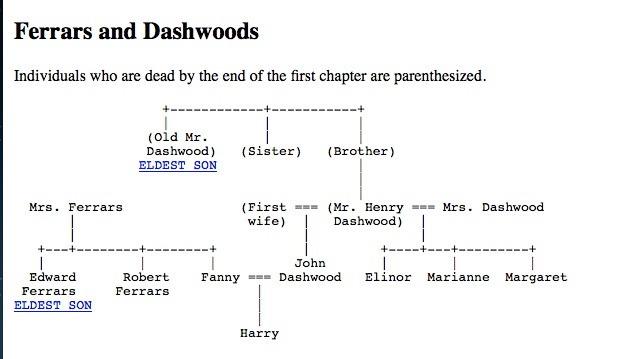 Ferrars and Dashwoods
Individuals who are dead by the end of the first chapter are parenthesized.
(Old Mr.
Dashwood) (Sister) (Brother)
ELDEST SON
Mrs. Ferrars (First === (Mr. Henry === Mrs. Dashwood
wife) Dashwood)
John
Edward Robert Fanny === Dashwood Elinor Marianne Margaret
Ferrars Ferrars
ELDEST SON
Harry